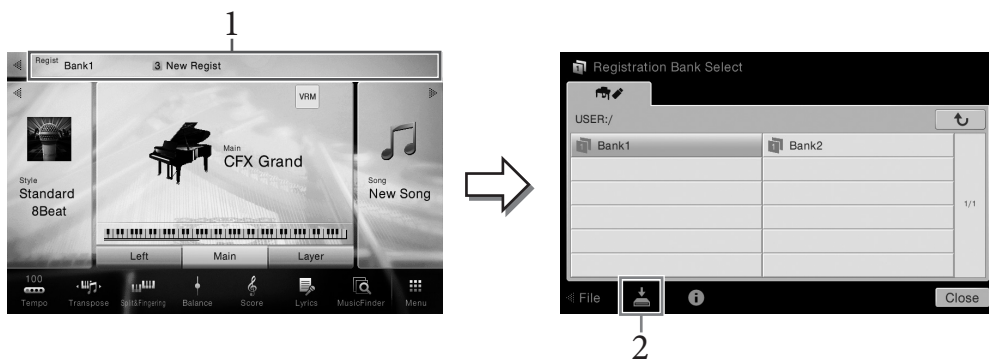 1
Regist Bank1 3 New Regist
VRM
Main
CFX Grand
Style
Standard
8Beat
Song
New Song
Left Main Layer
100
Tempo Transpose Split&Fingering Balance Score Lyrics MusicFinder Menu
Registration Bank Select
USER:/
Bank1 Bank2
1/1
File Close
2